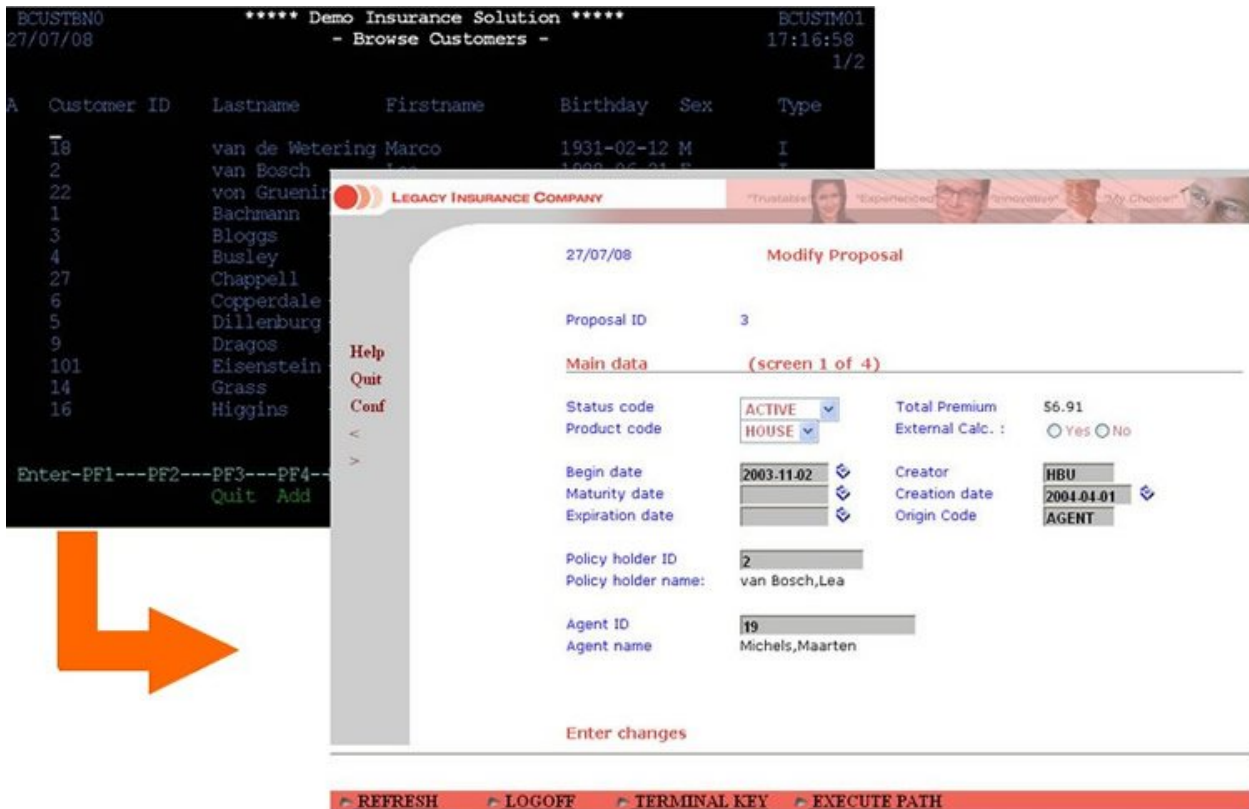 BCUSTBN0 ***** Demo Insurance Solution ***** BCUSTM01
27/07/08 - Browse Customers - 17:16:58
1/2
A Customer ID Lastname Firstname Birthday Sex Type
18 van de Wetering Marco 1931-02-12 M I
2 van Bosch
22 von Gruenin
1 Bachmann
3 Bloggs
4 Busley
27 Chappell
6 Copperdale
5 Dillenburg
9 Dragos
101 Eisenstein
14 Grass
16 Higgins
Enter-PF1---PF2---PF3---PF4--
Quit Add
LEGACY INSURANCE COMPANY "Trustable" "Experienced" "Innovative" "My Choice!"
27/07/08 Modify Proposal
Proposal ID 3
Help
Quit
Conf
<
>
Main data (screen 1 of 4)
Status code ACTIVE Total Premium 56.91
Product code HOUSE External Calc. : Yes No
Begin date 2003-11-02 Creator HBU
Maturity date Creation date 2004-04-01
Expiration date Origin Code AGENT
Policy holder ID 2
Policy holder name: van Bosch,Lea
Agent ID 19
Agent name Michels,Maarten
Enter changes
REFRESH LOGOFF TERMINAL KEY EXECUTE PATH